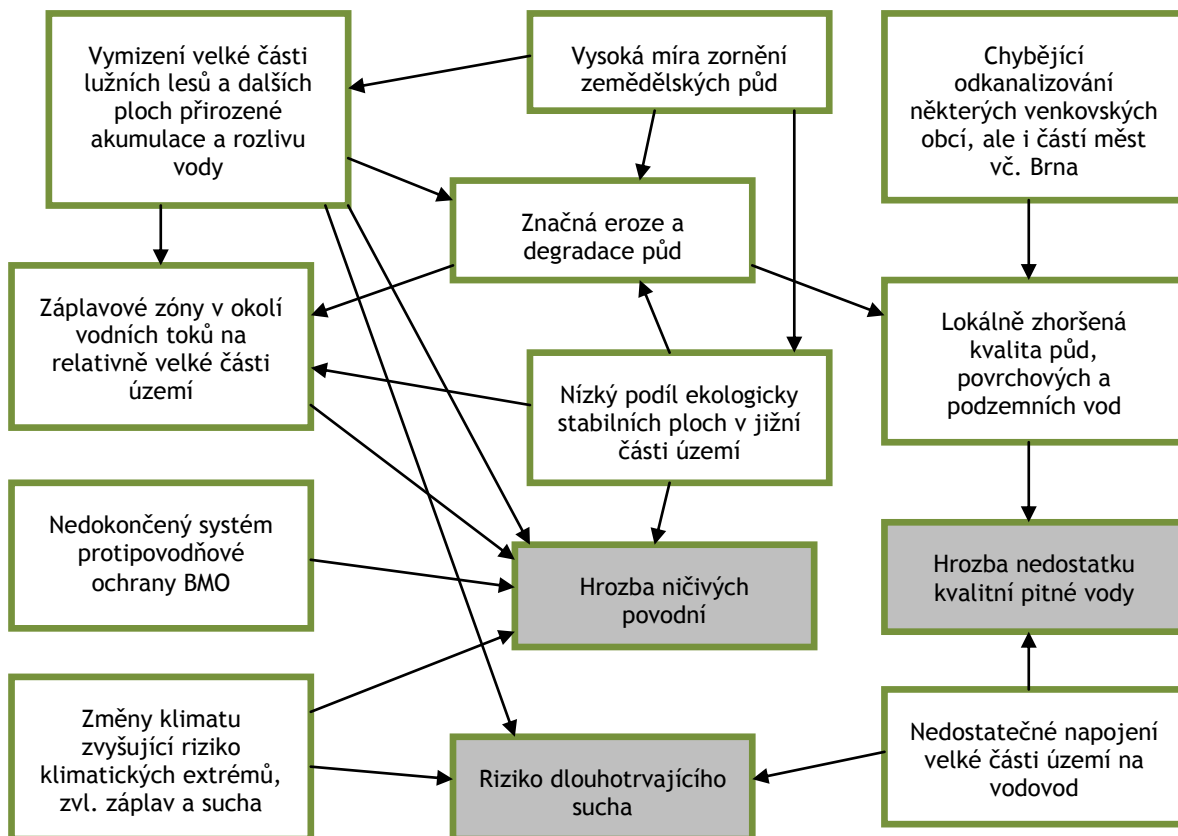 Vymizení velké části
lužních lesů a dalších
ploch přirozené
akumulace a rozlivu
vody
Vysoká míra zornění
zemědělských půd
Chybějící
odkanalizování
některých venkovských
obcí, ale i částí měst
vč. Brna
Značná eroze a
degradace půd
Záplavové zóny v okolí
vodních toků na
relativně velké části
území
Nízký podíl ekologicky
stabilních ploch v jižní
části území
Lokálně zhoršená
kvalita půd,
povrchových a
podzemních vod
Nedokončený systém
protipovodňové
ochrany BMO
Hrozba ničivých
povodní
Hrozba nedostatku
kvalitní pitné vody
Změny klimatu
zvyšující riziko
klimatických extrémů,
zvl. záplav a sucha
Riziko dlouhotrvajícího
sucha
Nedostatečné napojení
velké části území na
vodovod